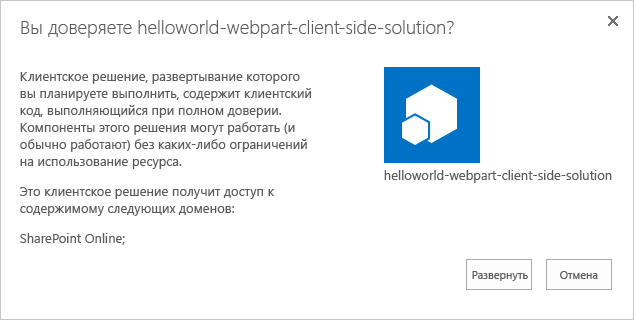 Вы доверяете helloworld-webpart-client-side-solution?
Клиентское решение, развертывание которого
вы планируете выполнить, содержит клиентский
код, выполняющийся при полном доверии.
Компоненты этого решения могут работать (и
обычно работают) без каких-либо ограничений
на использование ресурса.
Это клиентское решение получит доступ к
содержимому следующих доменов:
SharePoint Online;
helloworld-webpart-client-side-solution
Развернуть
Отмена